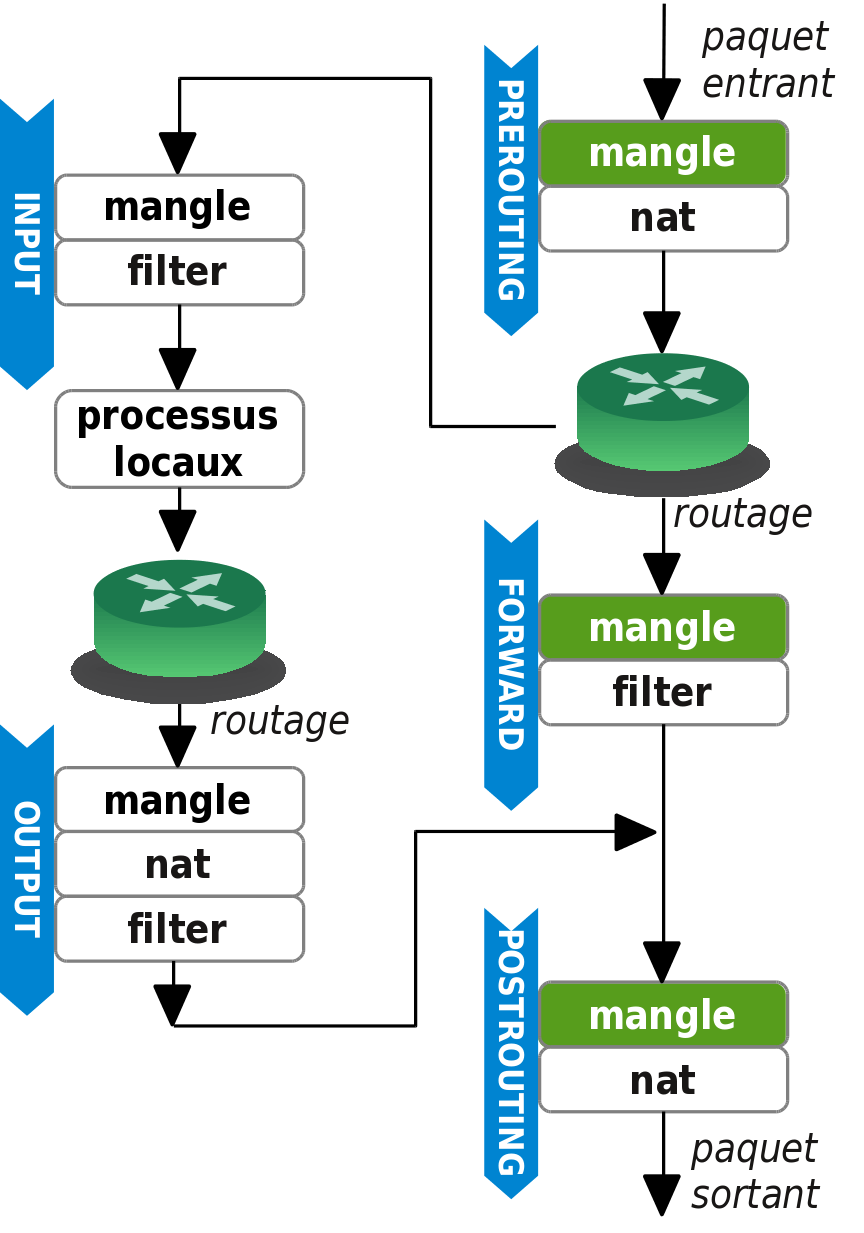 paquet
entrant
PREROUTING
mangle
nat
routage
INPUT
mangle
filter
processus
locaux
routage
OUTPUT
mangle
nat
filter
FORWARD
mangle
filter
POSTROUTING
mangle
nat
paquet
sortant